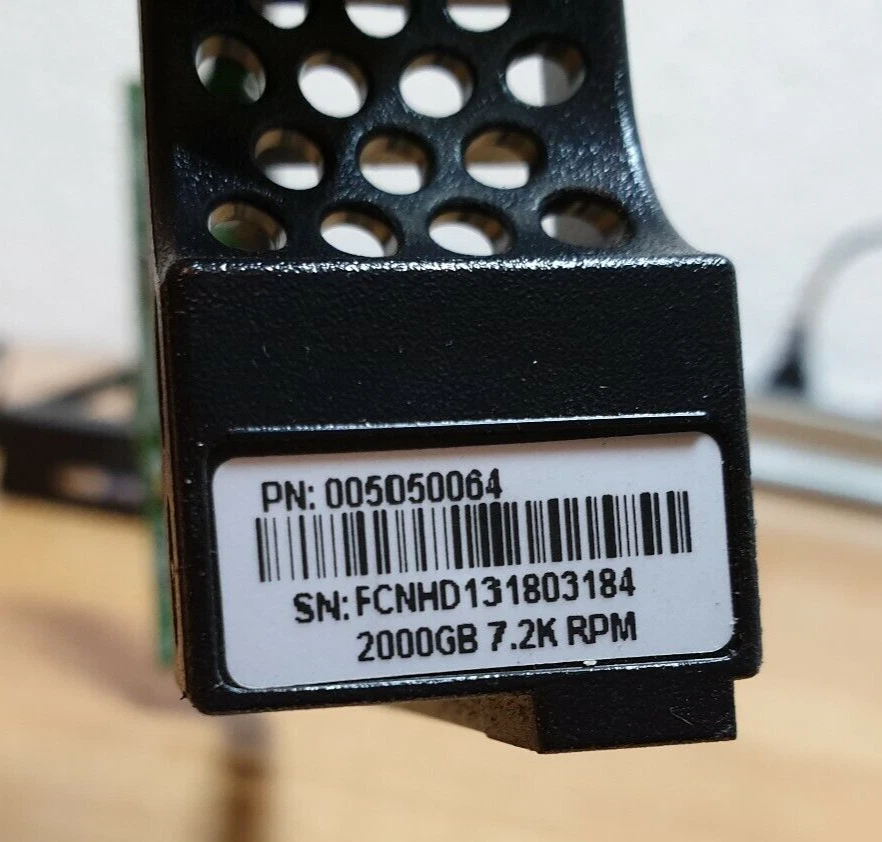 PN: 005050064
SN: FCNHD131803184
2000GB 7.2K RPM